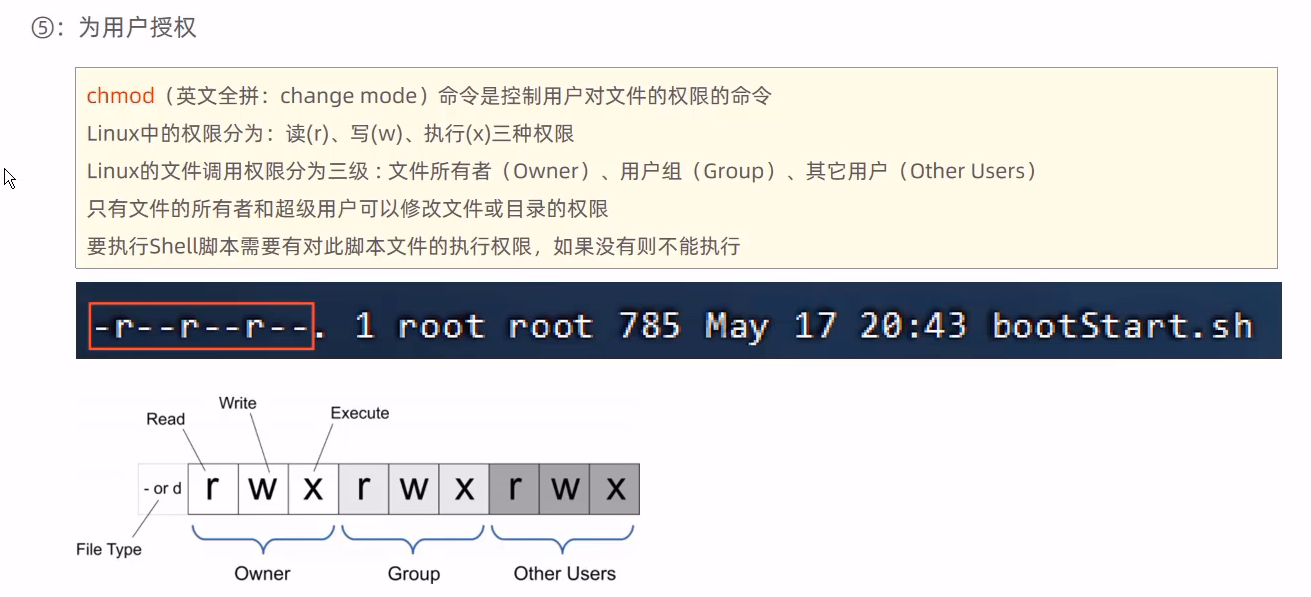 ⑤：为用户授权
chmod（英文全拼：change mode）命令是控制用户对文件的权限的命令
Linux中的权限分为：读(r)、写(w)、执行(x)三种权限
Linux的文件调用权限分为三级 : 文件所有者（Owner）、用户组（Group）、其它用户（Other Users）
只有文件的所有者和超级用户可以修改文件或目录的权限
要执行Shell脚本需要有对此脚本文件的执行权限，如果没有则不能执行
-r--r--r--. 1 root root 785 May 17 20:43 bootStart.sh
Read Write Execute
- or d r w x r w x r w x
File Type
Owner Group Other Users